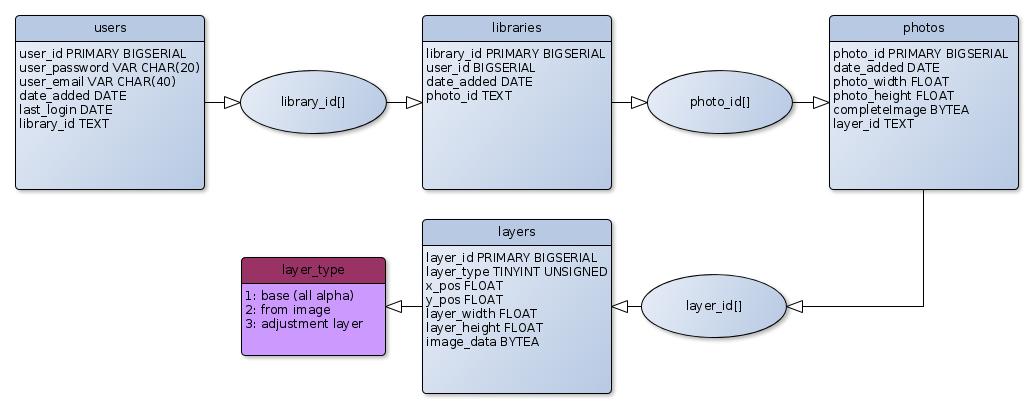 users
user_id PRIMARY BIGSERIAL
user_password VAR CHAR(20)
user_email VAR CHAR(40)
date_added DATE
last_login DATE
library_id TEXT
library_id[]
libraries
library_id PRIMARY BIGSERIAL
user_id BIGSERIAL
date_added DATE
photo_id TEXT
photo_id[]
photos
photo_id PRIMARY BIGSERIAL
date_added DATE
photo_width FLOAT
photo_height FLOAT
completeImage BYTEA
layer_id TEXT
layer_type
1: base (all alpha)
2: from image
3: adjustment layer
layers
layer_id PRIMARY BIGSERIAL
layer_type TINYINT UNSIGNED
x_pos FLOAT
y_pos FLOAT
layer_width FLOAT
layer_height FLOAT
image_data BYTEA
layer_id[]